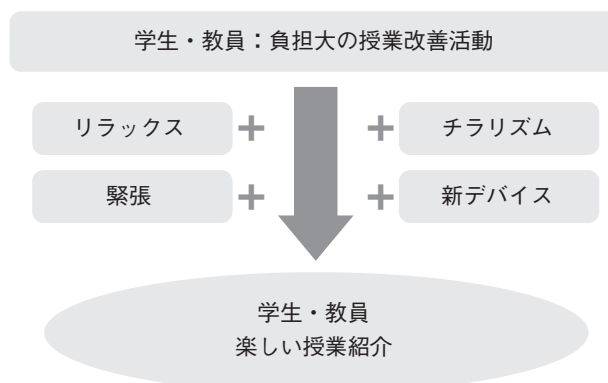 学生・教員：負担大の授業改善活動
リラックス + + チラリズム
緊張 + + 新デバイス
学生・教員
楽しい授業紹介